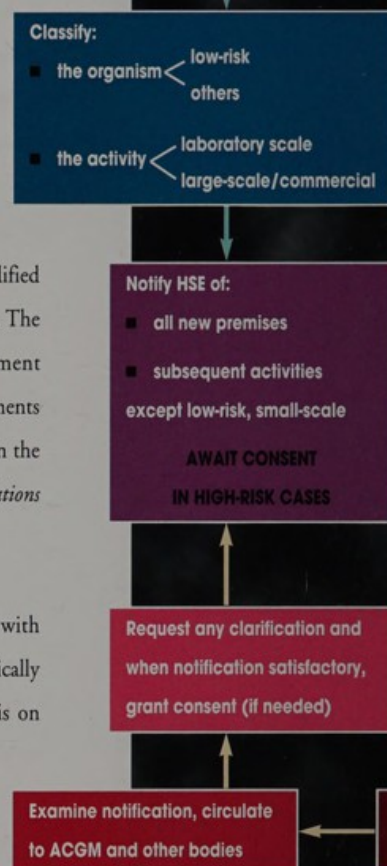 Classify:
■ the organism
low-risk
others
■ the activity
laboratory scale
large-scale/commercial
lified
The
ment
nents
n the
ations
with
ically
is on
Notify HSE of:
■ all new premises
■ subsequent activities
except low-risk, small-scale
AWAIT CONSENT
IN HIGH-RISK CASES
Request any clarification and
when notification satisfactory,
grant consent (if needed)
Examine notification, circulate
to ACGM and other bodies